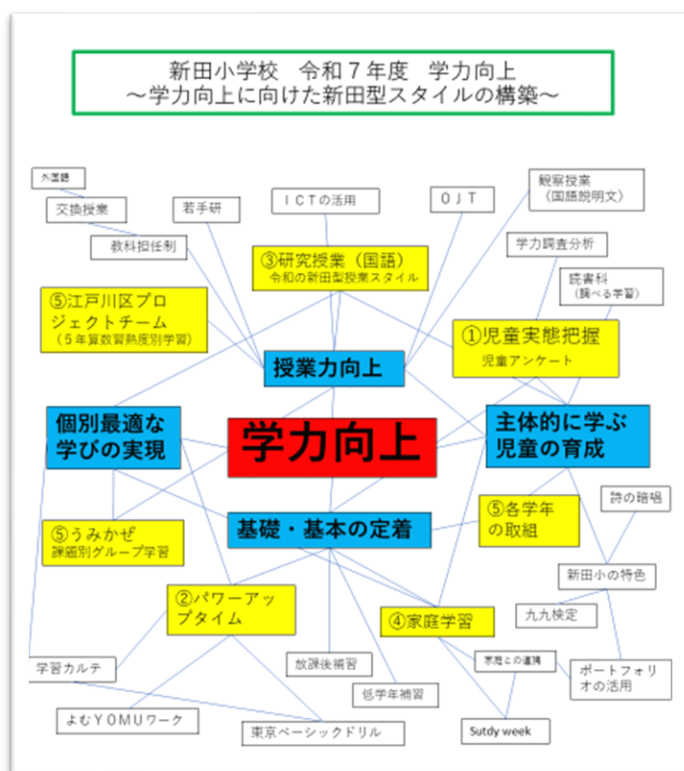 新田小学校　令和７年度　学力向上
～学力向上に向けた新田型スタイルの構築～
外国語
交換授業
教科担任制
若手研
ＩＣＴの活用
ＯＪＴ
観察授業
（国語説明文）
学力調査分析
読書科
（調べる学習）
③研究授業（国語）
令和の新田型授業スタイル
⑤江戸川区プロ
ジェクトチーム
（５年算数習熟度別学習）
①児童実態把握
児童アンケート
授業力向上
個別最適な
学びの実現
学力向上
主体的に学ぶ
児童の育成
基礎・基本の定着
⑤うみかぜ
課題別グループ学習
⑤各学年
の取組
詩の暗唱
新田小の特色
九九検定
②パワーアッ
プタイム
④家庭学習
学習カルテ
放課後補習
低学年補習
家庭との連携
ポートフォリ
オの活用
よむＹＯＭＵワーク
東京ベーシックドリル
Sutdy week